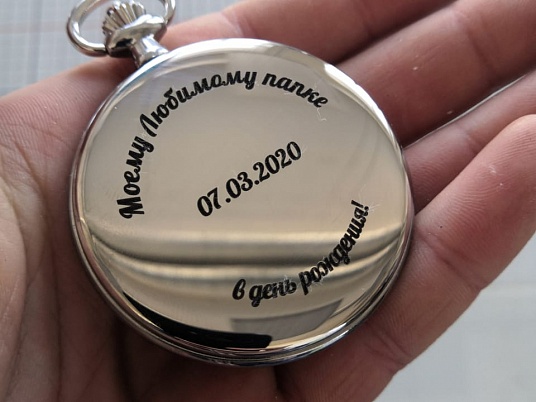 Моему Любимому папке
07.03.2020
в день рождения!